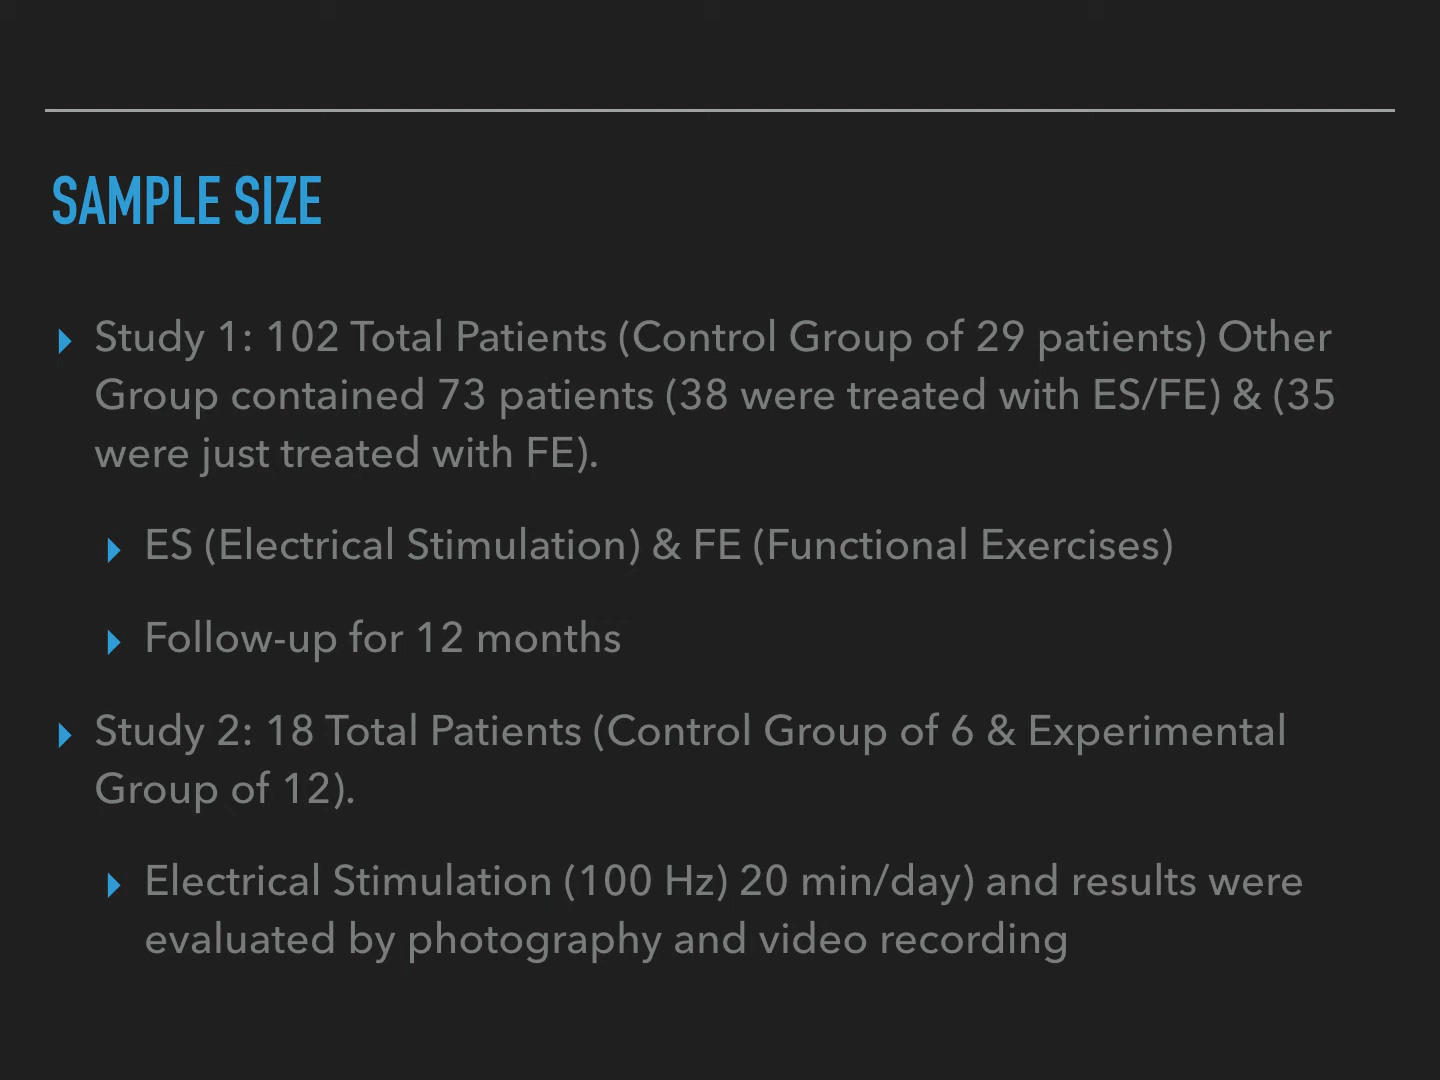 SAMPLE SIZE
Study 1: 102 Total Patients (Control Group of 29 patients) Other
Group contained 73 patients (38 were treated with ES/FE) & (35
were just treated with FE).
ES (Electrical Stimulation) & FE (Functional Exercises)
Follow-up for 12 months
Study 2: 18 Total Patients (Control Group of 6 & Experimental
Group of 12).
Electrical Stimulation (100 Hz) 20 min/day) and results were
evaluated by photography and video recording